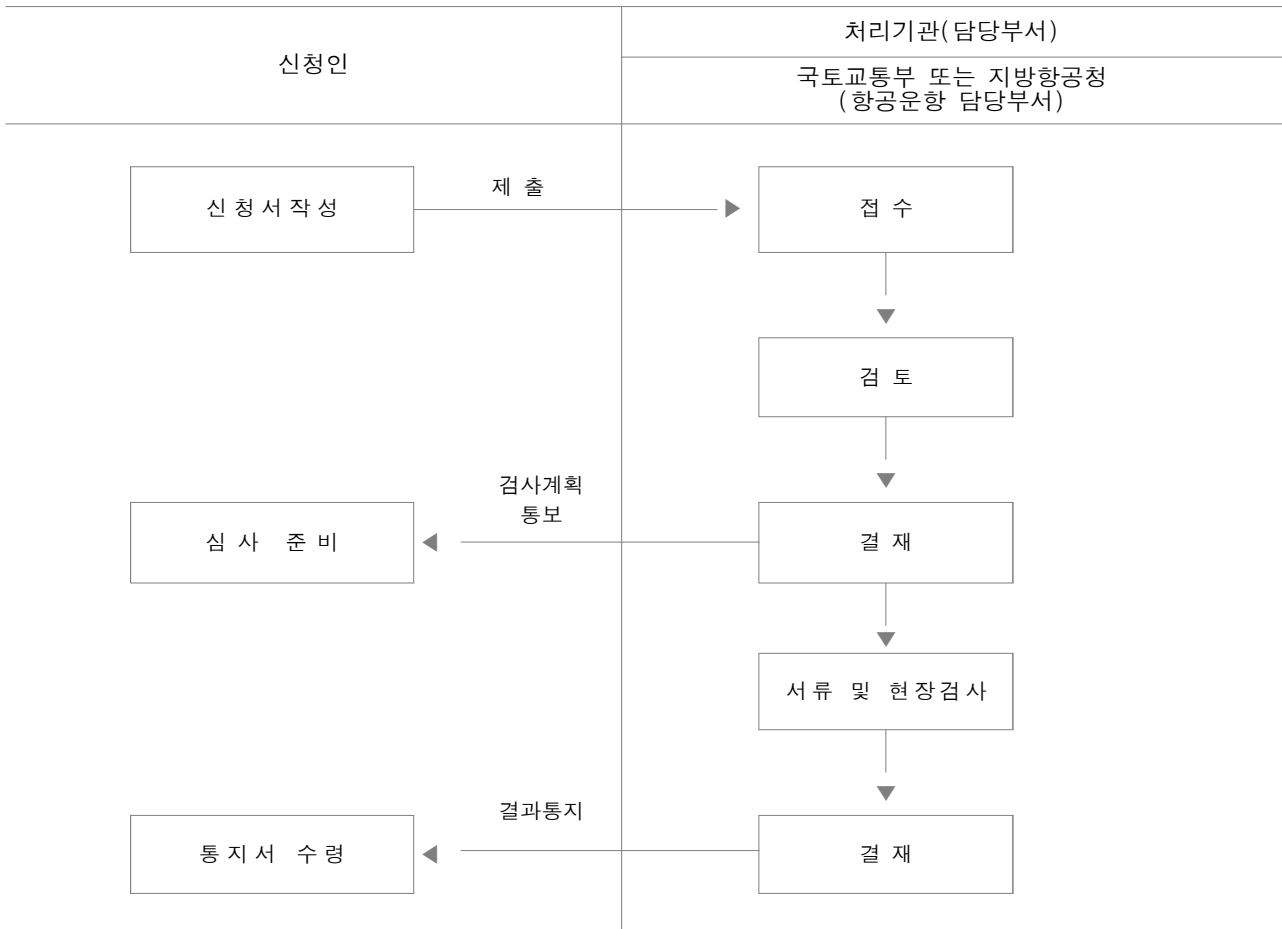 신청인
처리기관(담당부서)
국토교통부 또는 지방항공청
(항공운항 담당부서)
신청서작성
제 출
접 수
검 토
검사계획
통보
심 사 준 비
결 재
서류 및 현장검사
결과통지
통지서 수령
결 재